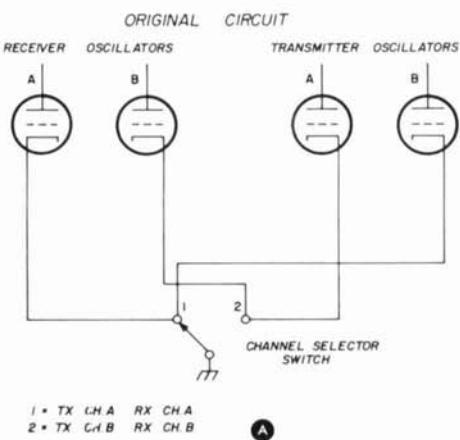 ORIGINAL CIRCUIT
RECEIVER OSCILLATORS TRANSMITTER OSCILLATORS
A B A B
1 2
CHANNEL SELECTOR
SWITCH
1 = TX CH.A RX CH.A
2 = TX CH.B RX CH.B
A